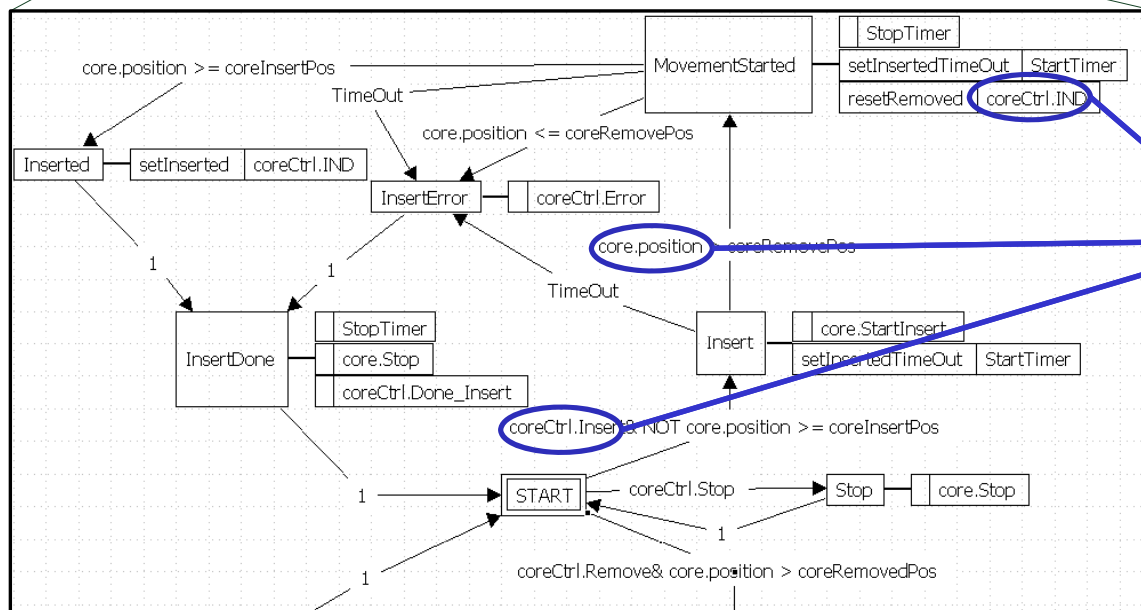 StopTimer
core.position >= coreInsertPos
MovementStarted
setInsertedTimeOut StartTimer
TimeOut
resetRemoved coreCtrl.IND
core.position <= coreRemovePos
Inserted
setInserted coreCtrl.IND
InsertError
coreCtrl.Error
core.position > coreRemovePos
1
1
TimeOut
StopTimer
core.StartInsert
InsertDone
core.Stop
Insert
setInsertedTimeOut StartTimer
coreCtrl.Done_Insert
coreCtrl.Insert& NOT core.position >= coreInsertPos
1
START
coreCtrl.Stop
Stop
core.Stop
1
1
coreCtrl.Remove& core.position > coreRemovedPos